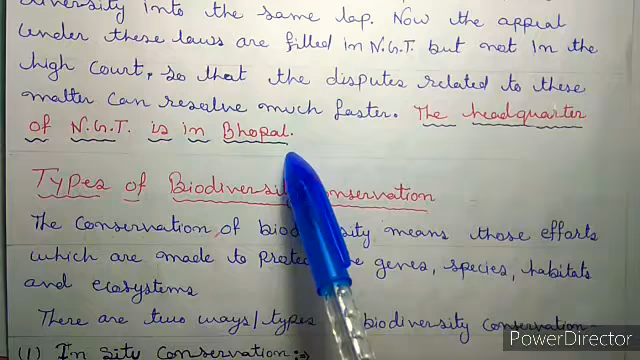 diversity into the same lap. Now the appeal
under these laws are filled in N.G.T. but not in the
high Court, so that the disputes related to these
matter can resolve much faster. The headquarter
of N.G.T. is in Bhopal.
Types of Biodiversity Conservation
The Conservation, of biodiversity means those efforts
which are made to protect the genes, species, habitats
and ecosystems
There are two ways/types biodiversity conservation-
(1) In sity conservation:->
PowerDirector